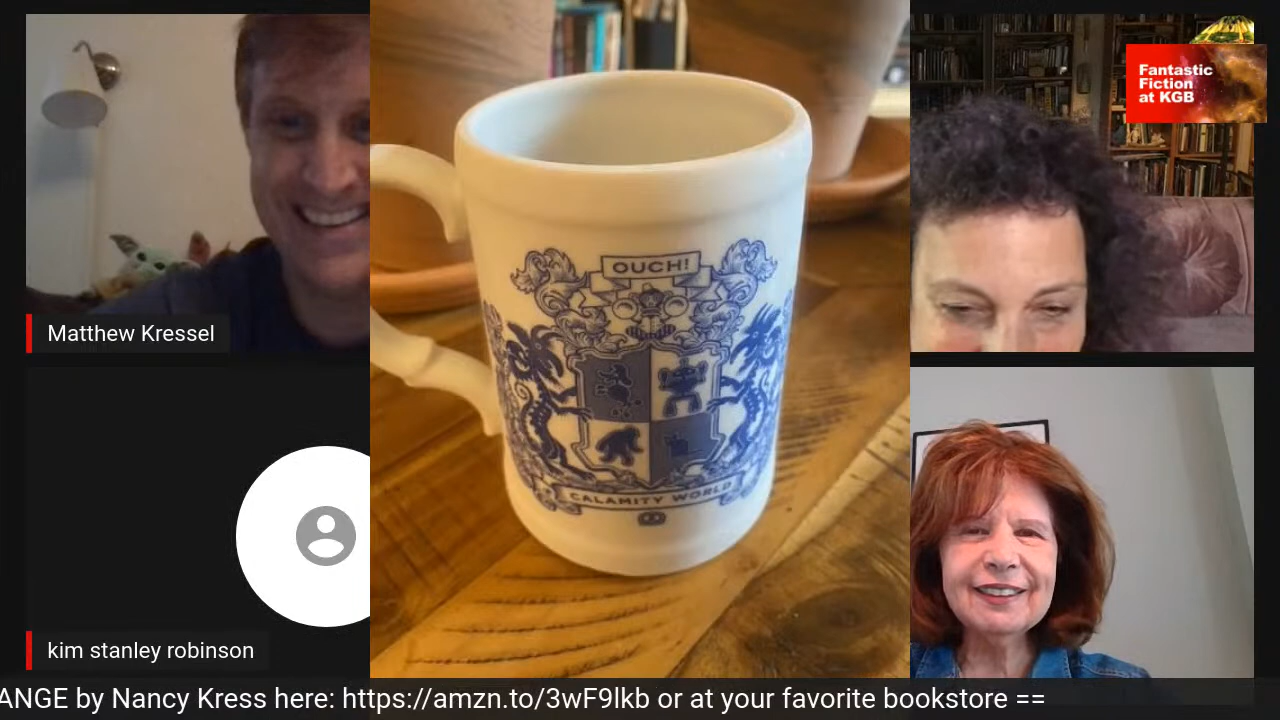 Fantastic
Fiction
at KGB
OUCH!
CALAMITY WORLD
Matthew Kressel
kim stanley robinson
ANGE by Nancy Kress here: https://amzn.to/3wF9lkb or at your favorite bookstore ==